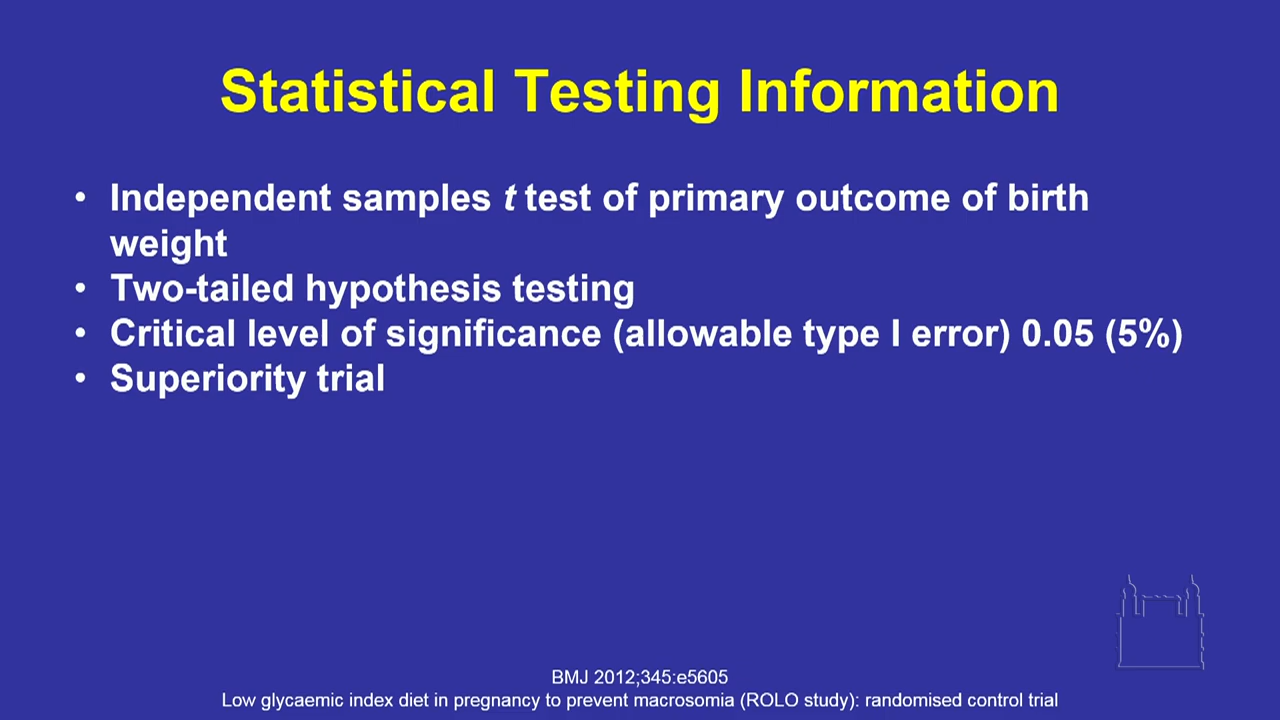 Statistical Testing Information
• Independent samples t test of primary outcome of birth
weight
• Two-tailed hypothesis testing
• Critical level of significance (allowable type I error) 0.05 (5%)
• Superiority trial
BMJ 2012;345:e5605
Low glycaemic index diet in pregnancy to prevent macrosomia (ROLO study): randomised control trial